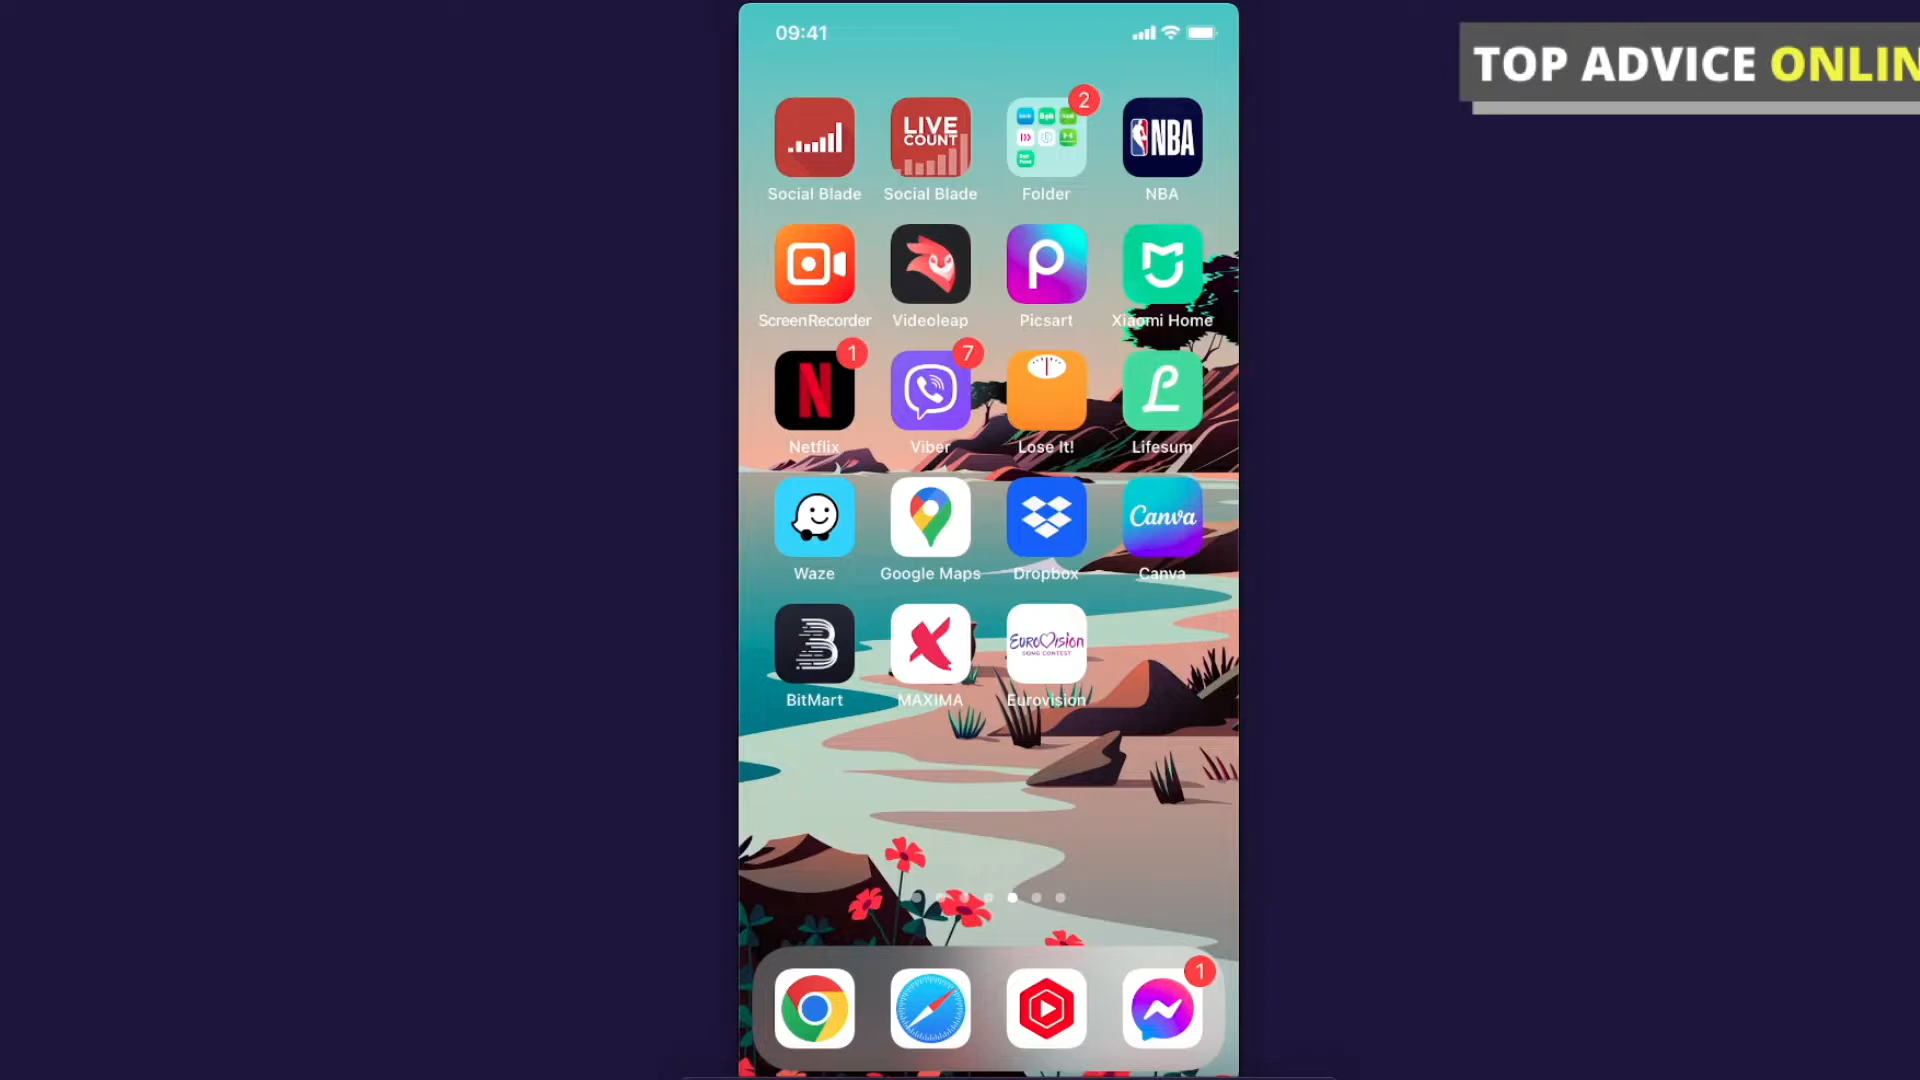 09:41
TOP ADVICE ONLIN
LIVE
COUNT
2
NBA
Social Blade
Social Blade
Folder
NBA
ScreenRecorder
Videoleap
Picsart
Xiaomi Home
1
7
N
Netflix
Viber
Lose It!
Lifesum
Canva
Waze
Google Maps
Dropbox
Canva
EUROVISION
SONG CONTEST
BitMart
MAXIMA
Eurovision
1